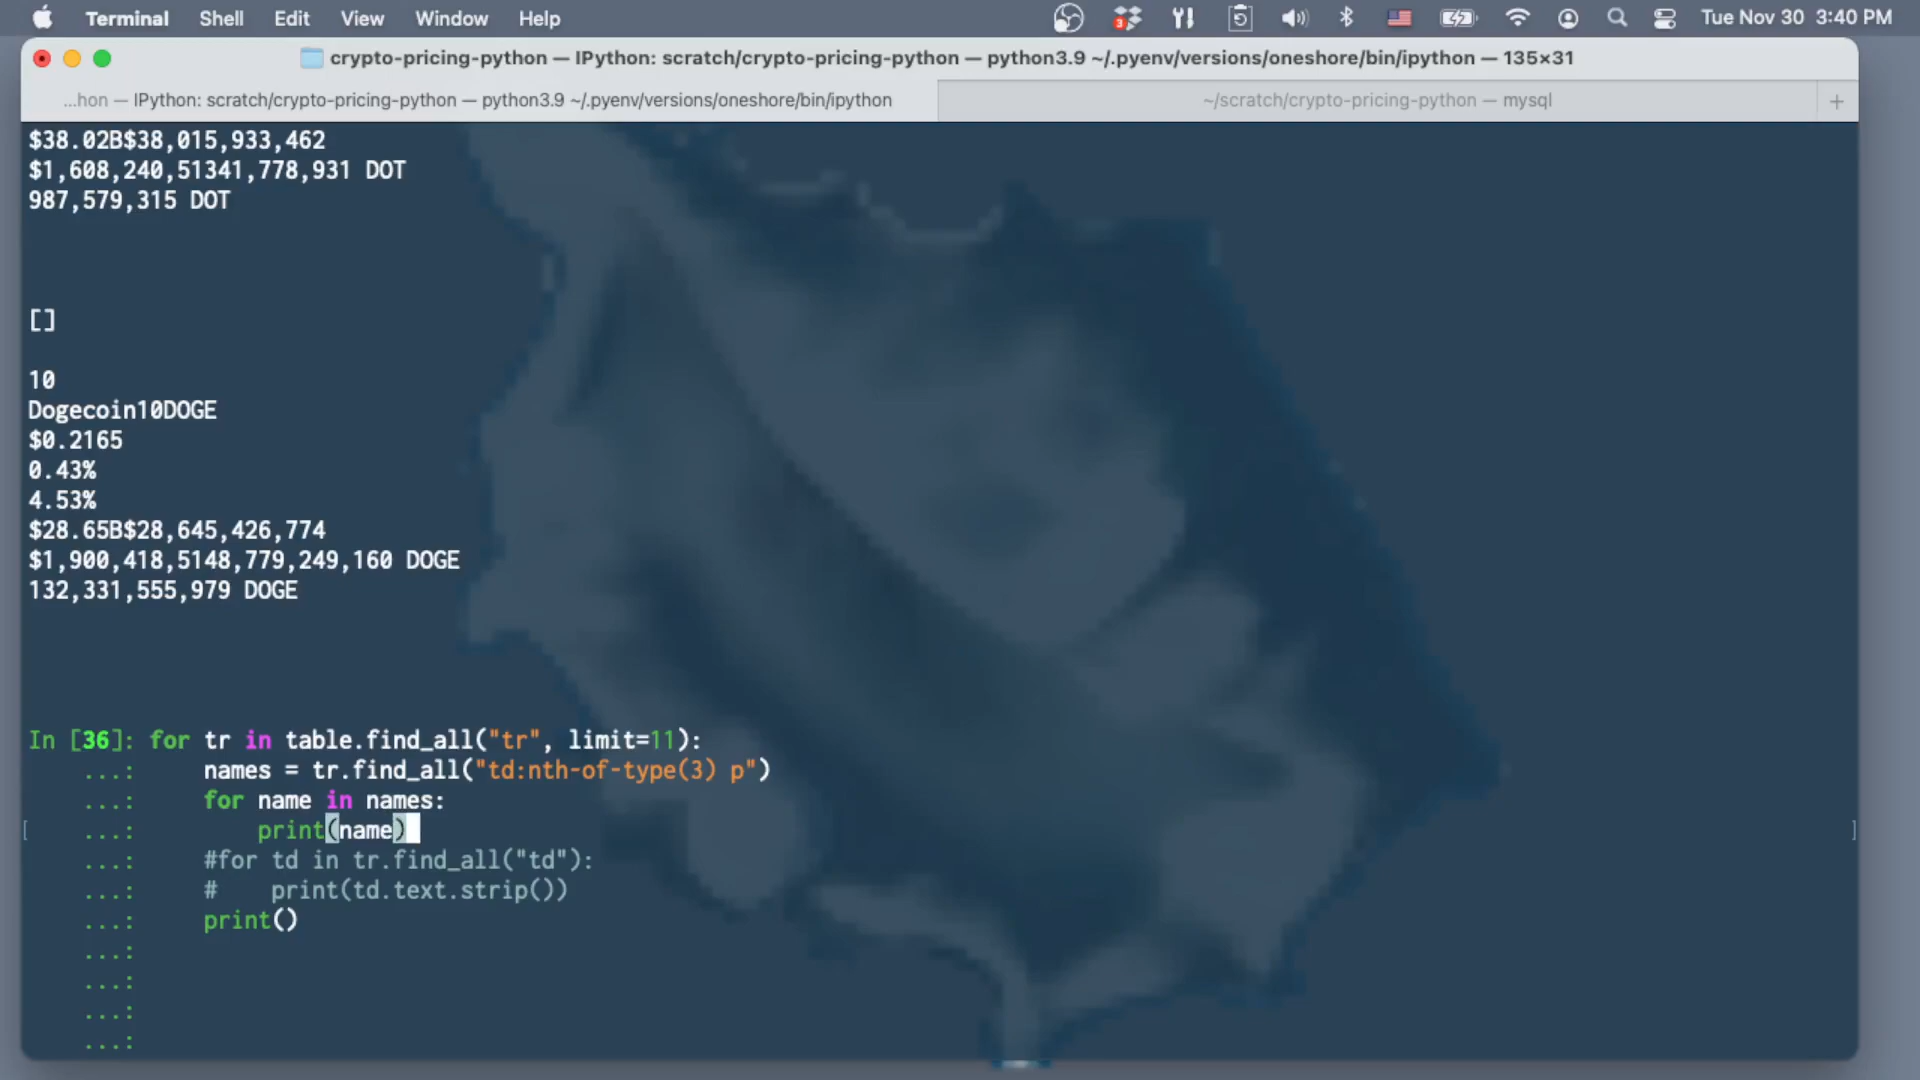 Terminal Shell Edit View Window Help 3 Tue Nov 30 3:40 PM
crypto-pricing-python — IPython: scratch/crypto-pricing-python — python3.9 ~/.pyenv/versions/oneshore/bin/ipython — 135×31
...hon — IPython: scratch/crypto-pricing-python — python3.9 ~/.pyenv/versions/oneshore/bin/ipython ~/scratch/crypto-pricing-python — mysql +
$38.02B$38,015,933,462
$1,608,240,51341,778,931 DOT
987,579,315 DOT
[]
10
Dogecoin10DOGE
$0.2165
0.43%
4.53%
$28.65B$28,645,426,774
$1,900,418,5148,779,249,160 DOGE
132,331,555,979 DOGE
In [36]: for tr in table.find_all("tr", limit=11):
...: names = tr.find_all("td:nth-of-type(3) p")
...: for name in names:
[ ...: print(name) ]
...: #for td in tr.find_all("td"):
...: # print(td.text.strip())
...: print()
...:
...:
...:
...: